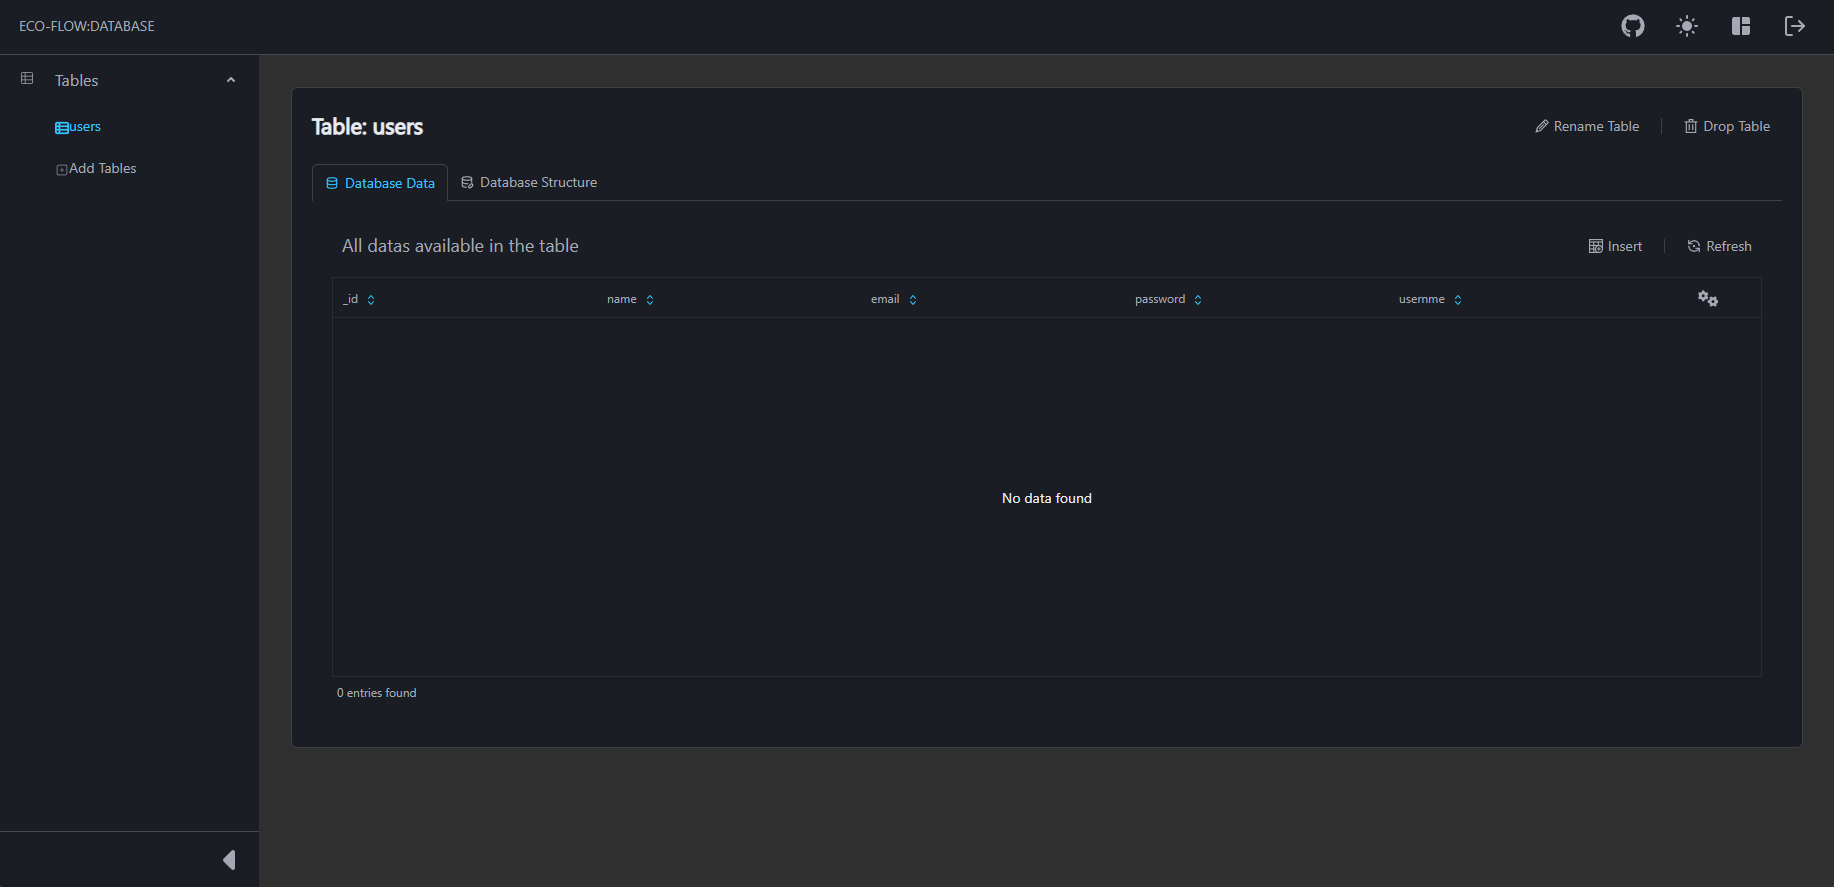 ECO-FLOW:DATABASE
Tables
users
Add Tables
Table: users
Rename Table
Drop Table
Database Data
Database Structure
All datas available in the table
Insert
Refresh
_id
name
email
password
usernme
No data found
0 entries found